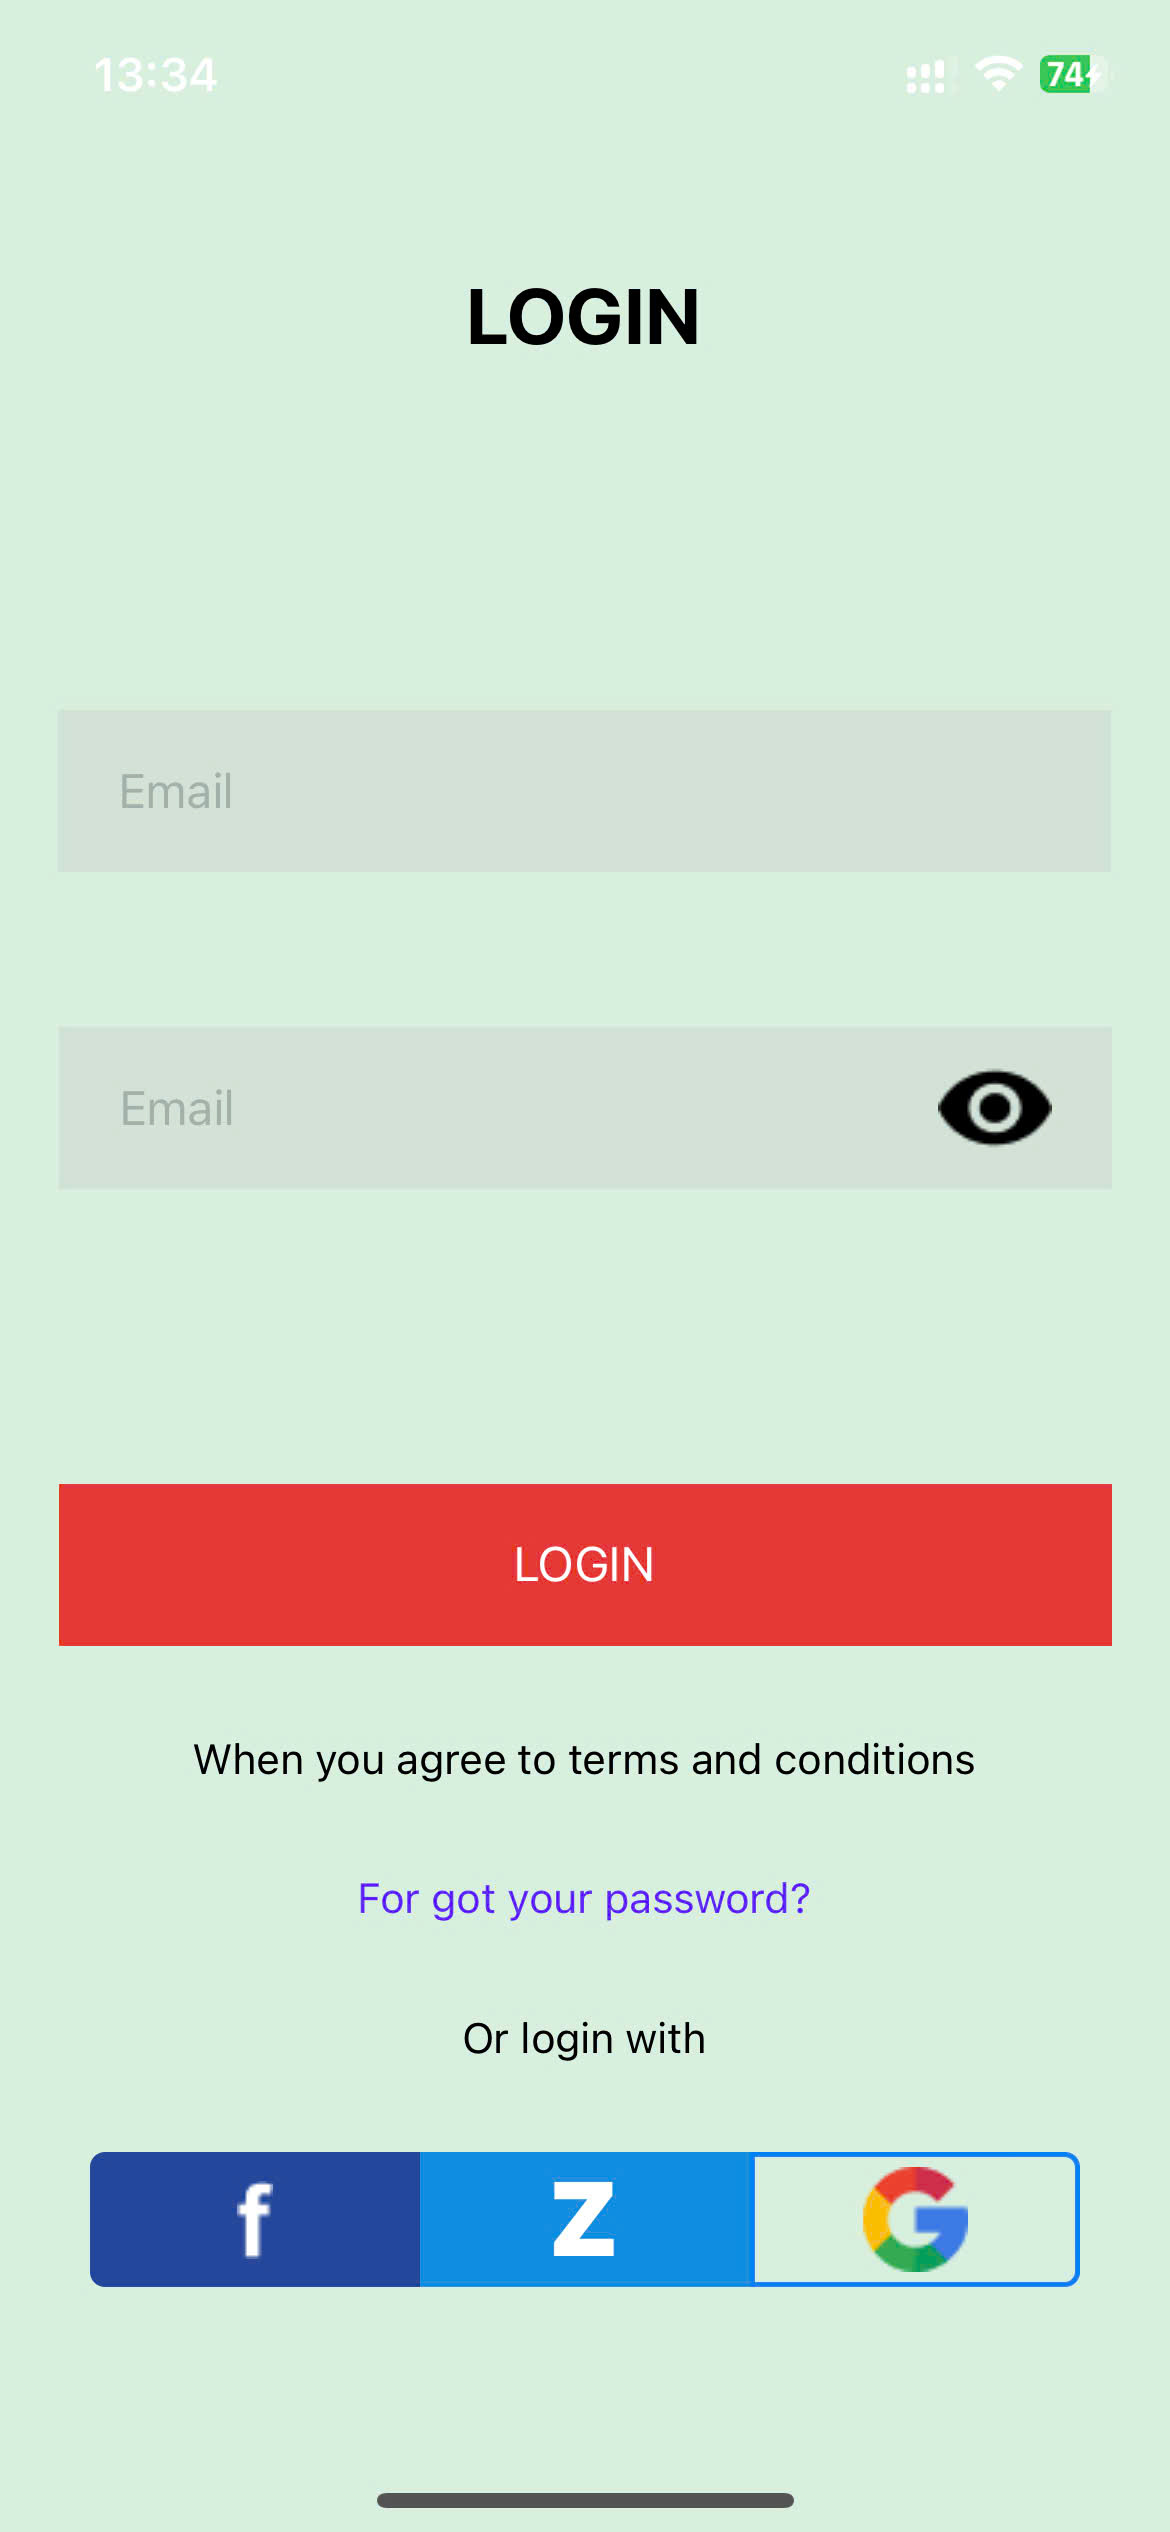 13:34
74
LOGIN
Email
Email
LOGIN
When you agree to terms and conditions
For got your password?
Or login with
f Z G